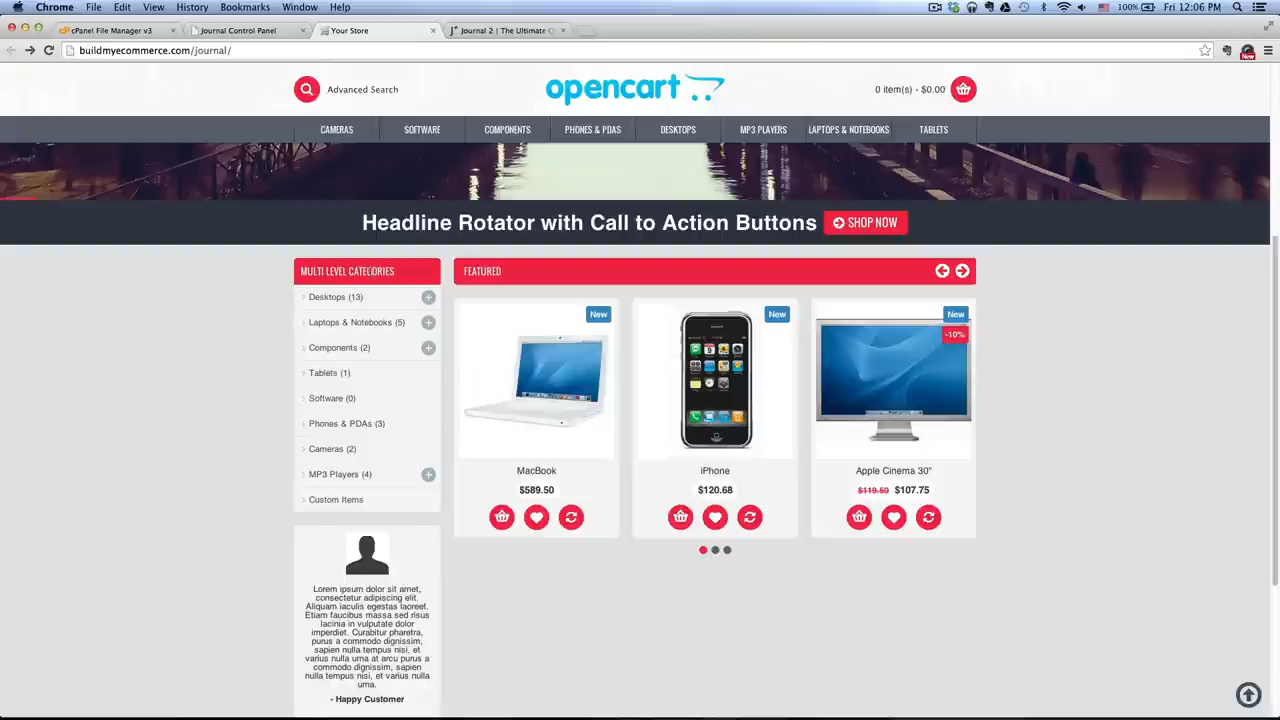 Chrome File Edit View History Bookmarks Window Help 100% Fri 12:06 PM
cPanel File Manager v3 Journal Control Panel Your Store Journal 2 | The Ultimate
buildmyecommerce.com/journal/ New
Advanced Search opencart 0 item(s) - $0.00
CAMERAS SOFTWARE COMPONENTS PHONES & PDAS DESKTOPS MP3 PLAYERS LAPTOPS & NOTEBOOKS TABLETS
Headline Rotator with Call to Action Buttons SHOP NOW
MULTI LEVEL CATEGORIES
Desktops (13)
Laptops & Notebooks (5)
Components (2)
Tablets (1)
Software (0)
Phones & PDAs (3)
Cameras (2)
MP3 Players (4)
Custom Items
FEATURED
New New New
-10%
MacBook iPhone Apple Cinema 30"
$589.50 $120.68 $119.50 $107.75
Lorem ipsum dolor sit amet,
consectetur adipiscing elit.
Aliquam iaculis egestas laoreet.
Etiam faucibus massa sed risus
lacinia in vulputate dolor
imperdiet. Curabitur pharetra,
purus a commodo dignissim,
sapien nulla tempus nisi, et
varius nulla urna at arcu purus a
commodo dignissim, sapien
nulla tempus nisi, et varius nulla
urna.
- Happy Customer